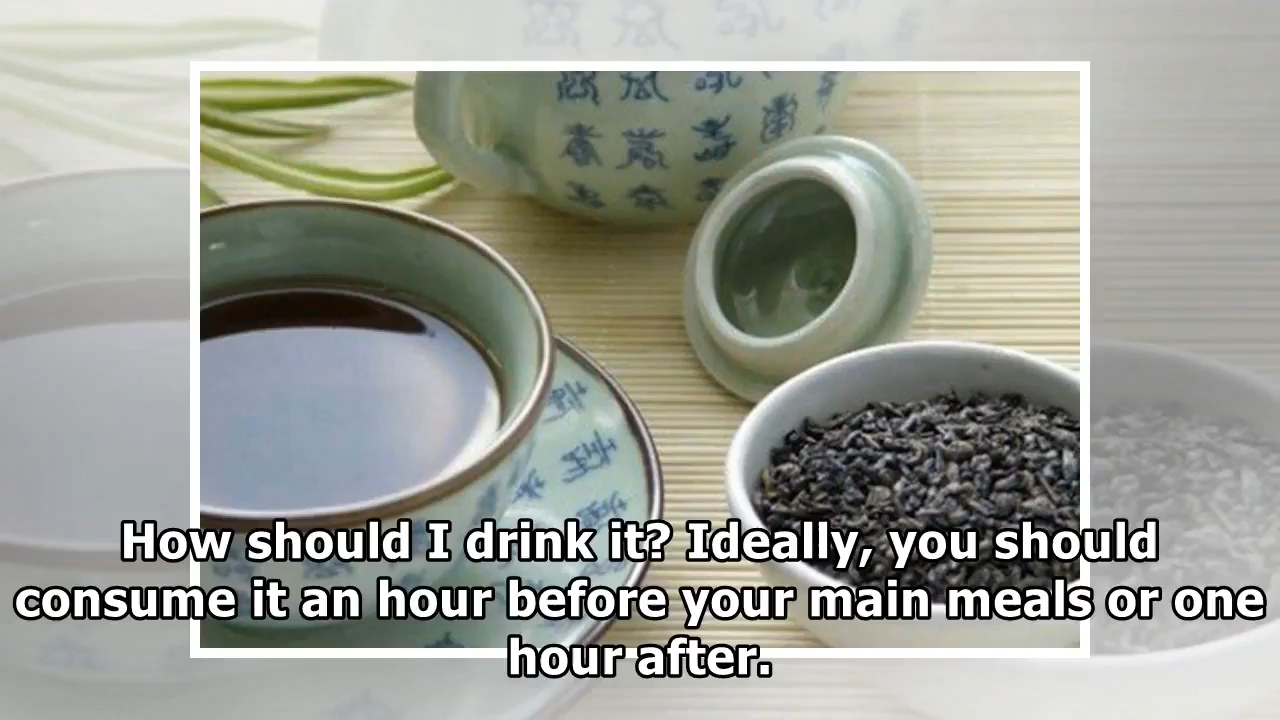 How should I drink it? Ideally, you should
consume it an hour before your main meals or one
hour after.